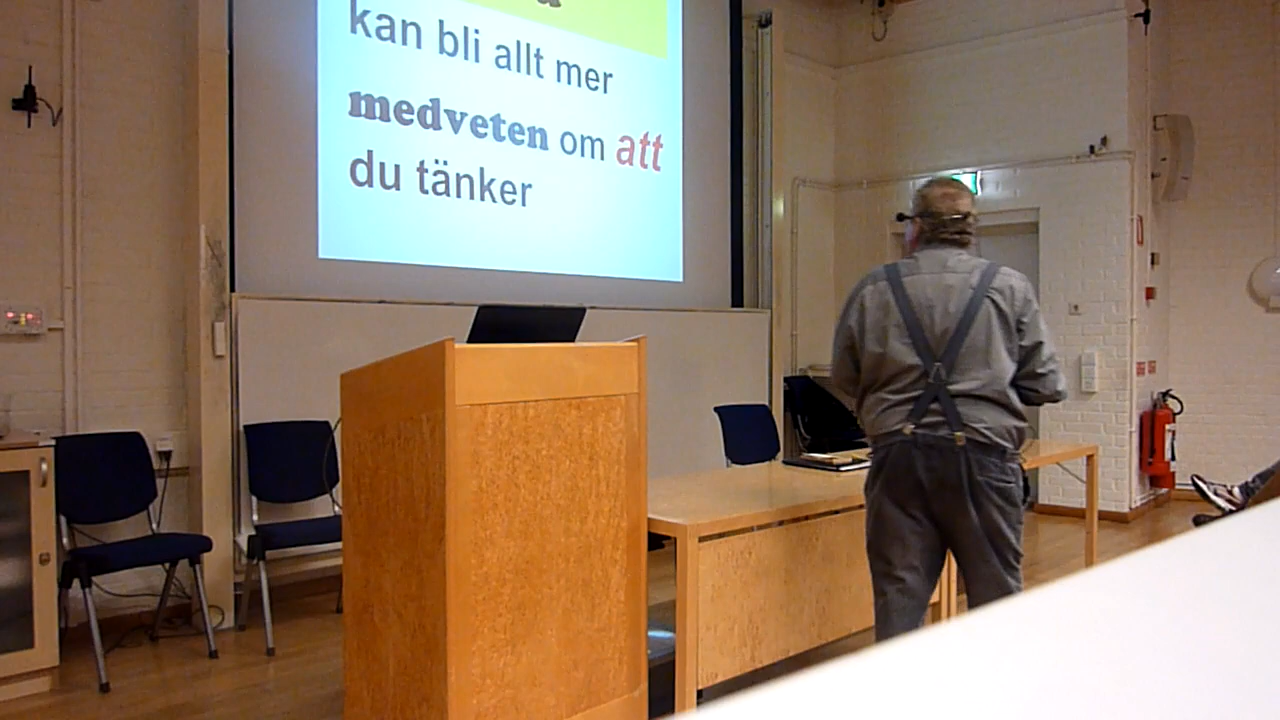 kan bli allt mer
medveten om att
du tänker